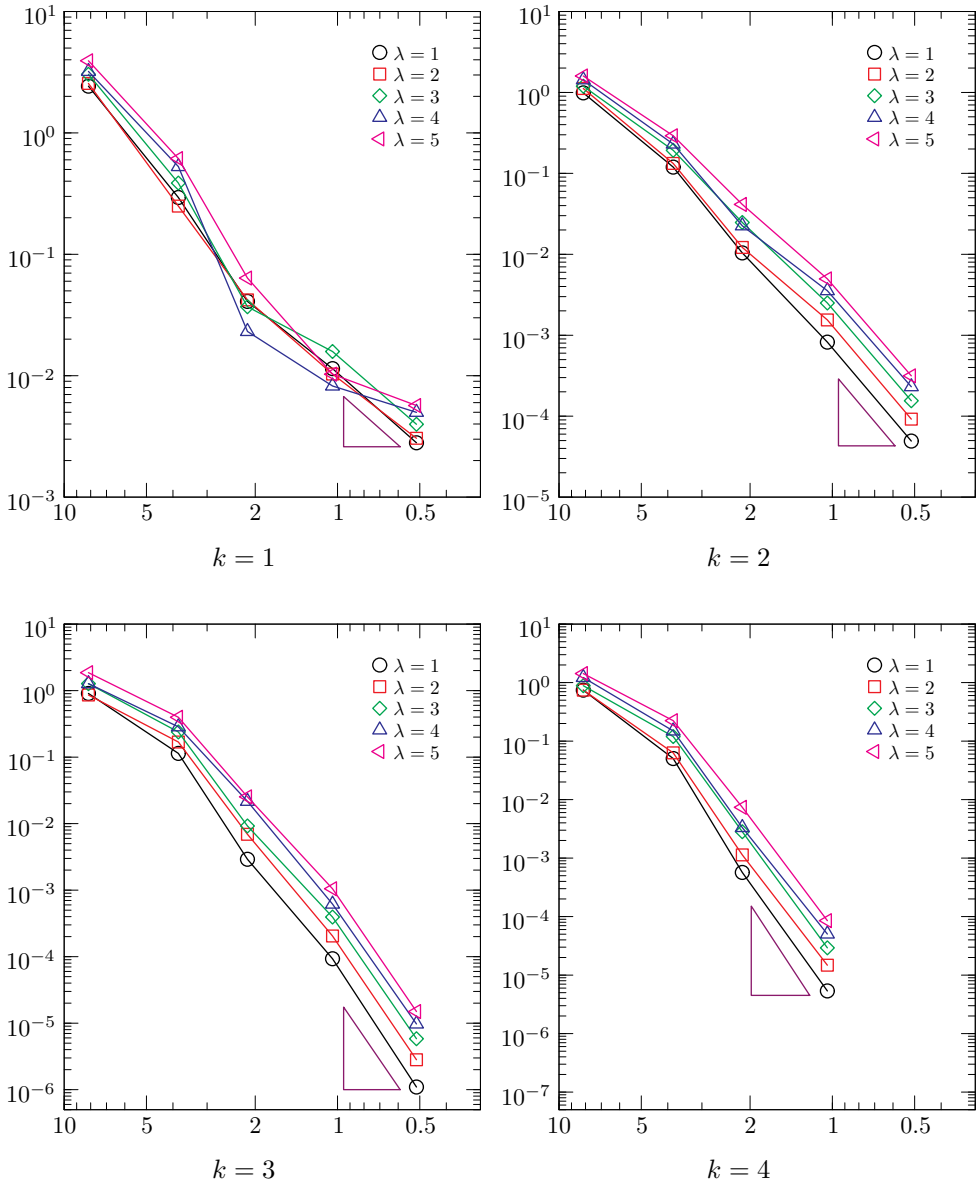 10^1
10^0
10^-1
10^-2
10^-3
10 5 2 1 0.5
λ = 1
λ = 2
λ = 3
λ = 4
λ = 5
k = 1
10^1
10^0
10^-1
10^-2
10^-3
10^-4
10^-5
10 5 2 1 0.5
λ = 1
λ = 2
λ = 3
λ = 4
λ = 5
k = 2
10^1
10^0
10^-1
10^-2
10^-3
10^-4
10^-5
10^-6
10 5 2 1 0.5
λ = 1
λ = 2
λ = 3
λ = 4
λ = 5
k = 3
10^1
10^0
10^-1
10^-2
10^-3
10^-4
10^-5
10^-6
10^-7
10 5 2 1 0.5
λ = 1
λ = 2
λ = 3
λ = 4
λ = 5
k = 4